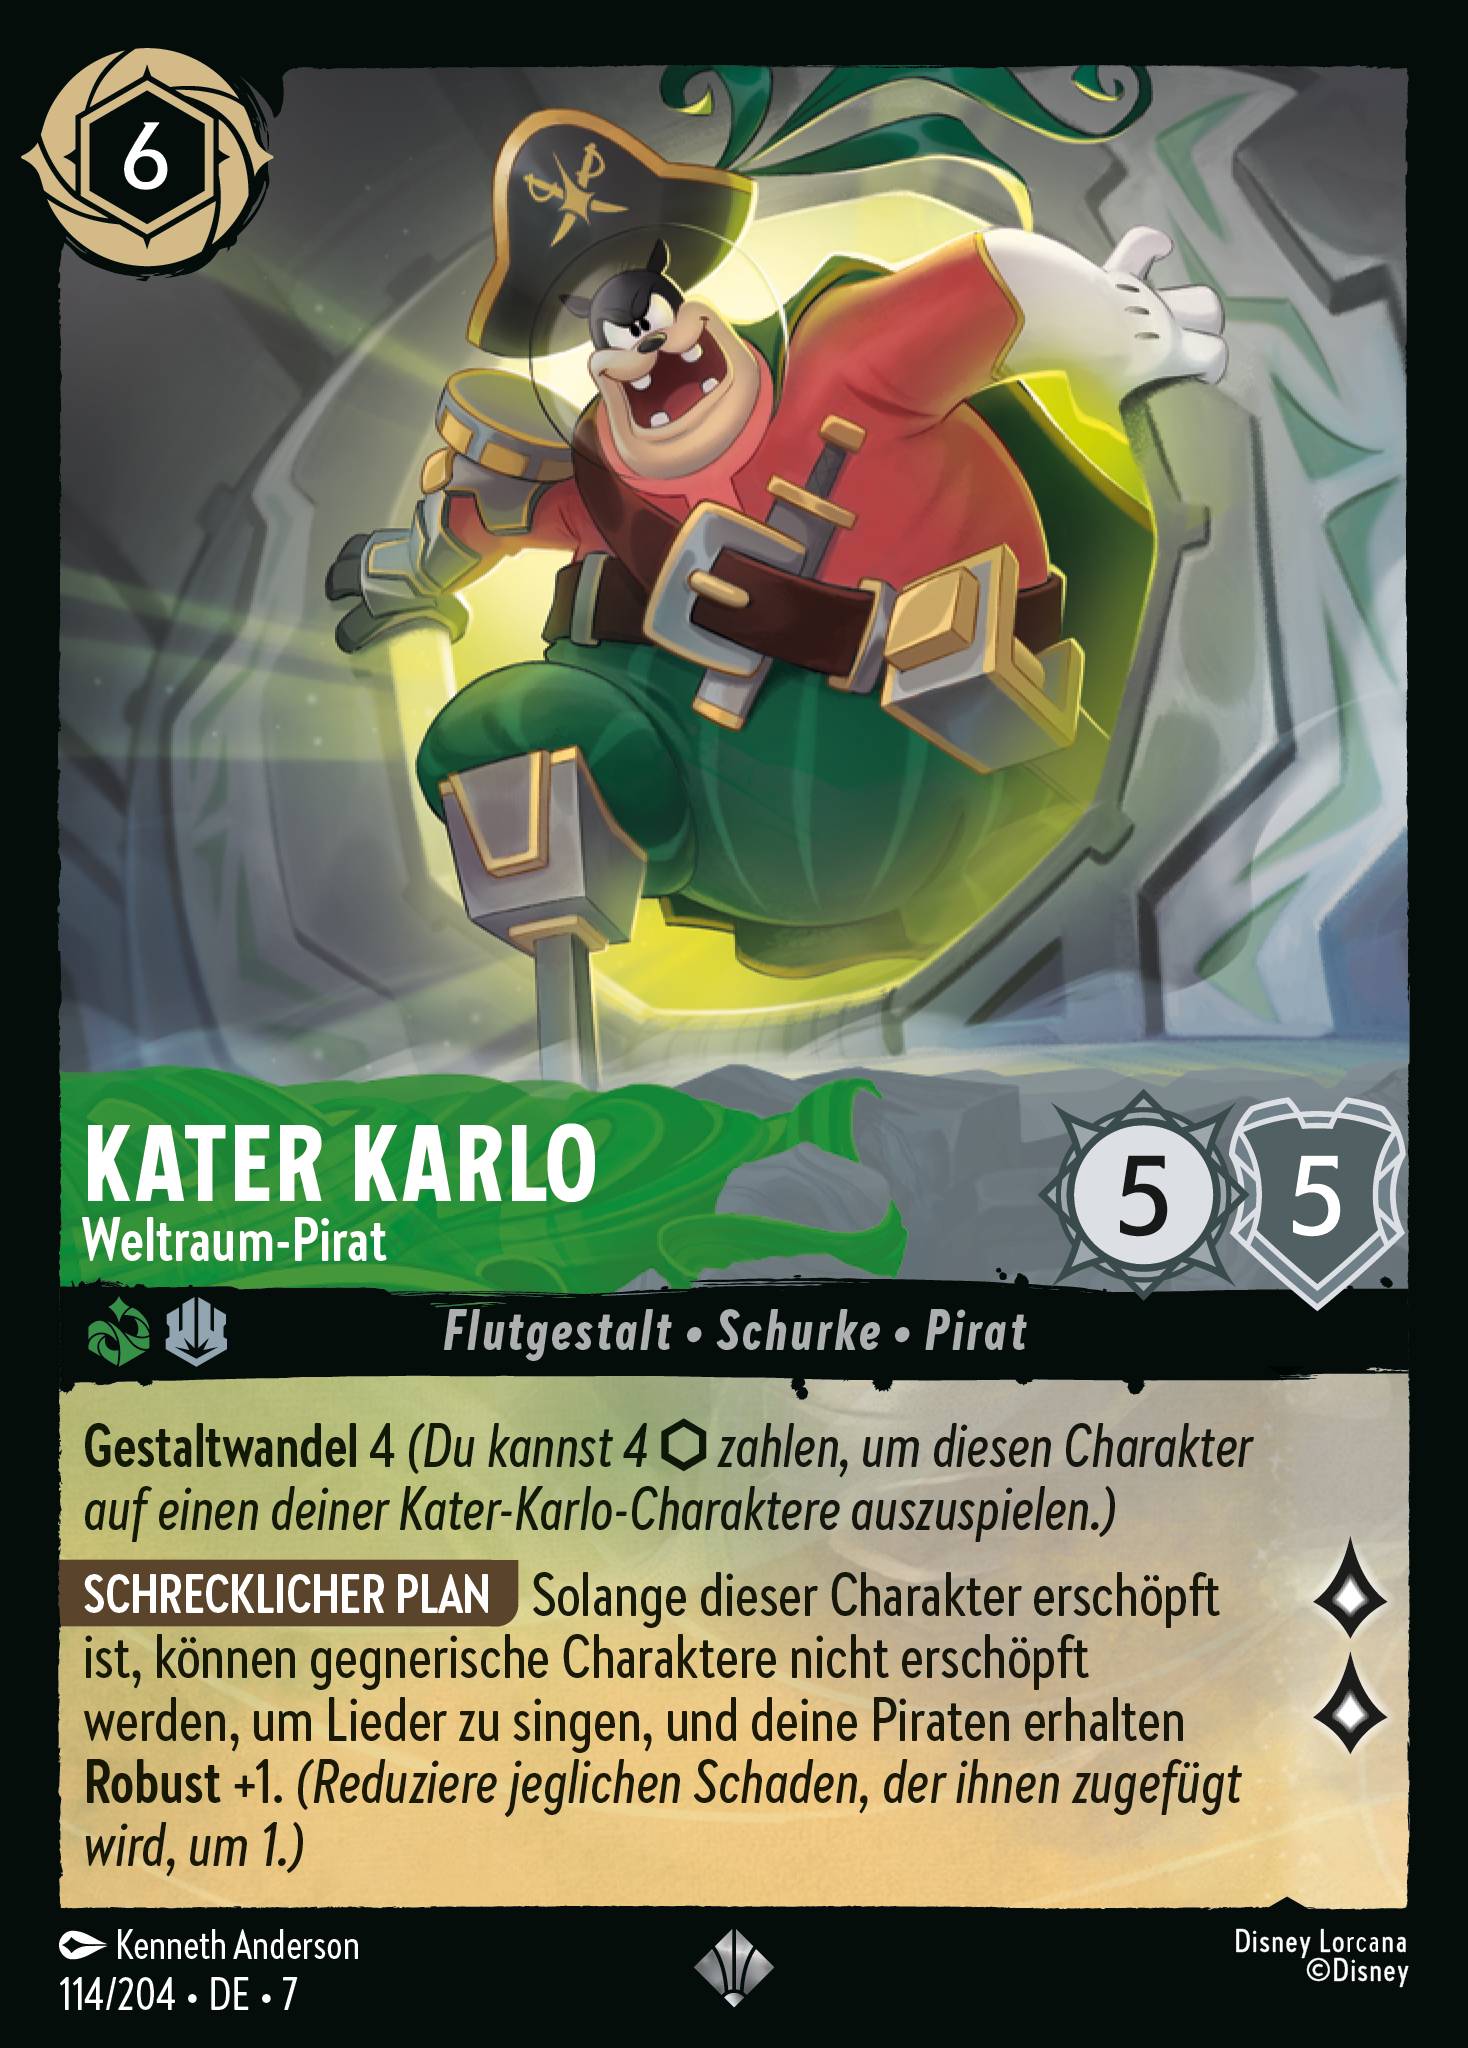 6
KATER KARLO
Weltraum-Pirat
5
5
Flutgestalt • Schurke • Pirat
Gestaltwandel 4 (Du kannst 4 ⬡ zahlen, um diesen Charakter
auf einen deiner Kater-Karlo-Charaktere auszuspielen.)
SCHRECKLICHER PLAN Solange dieser Charakter erschöpft
ist, können gegnerische Charaktere nicht erschöpft
werden, um Lieder zu singen, und deine Piraten erhalten
Robust +1. (Reduziere jeglichen Schaden, der ihnen zugefügt
wird, um 1.)
Kenneth Anderson
114/204 • DE • 7
Disney Lorcana
©Disney